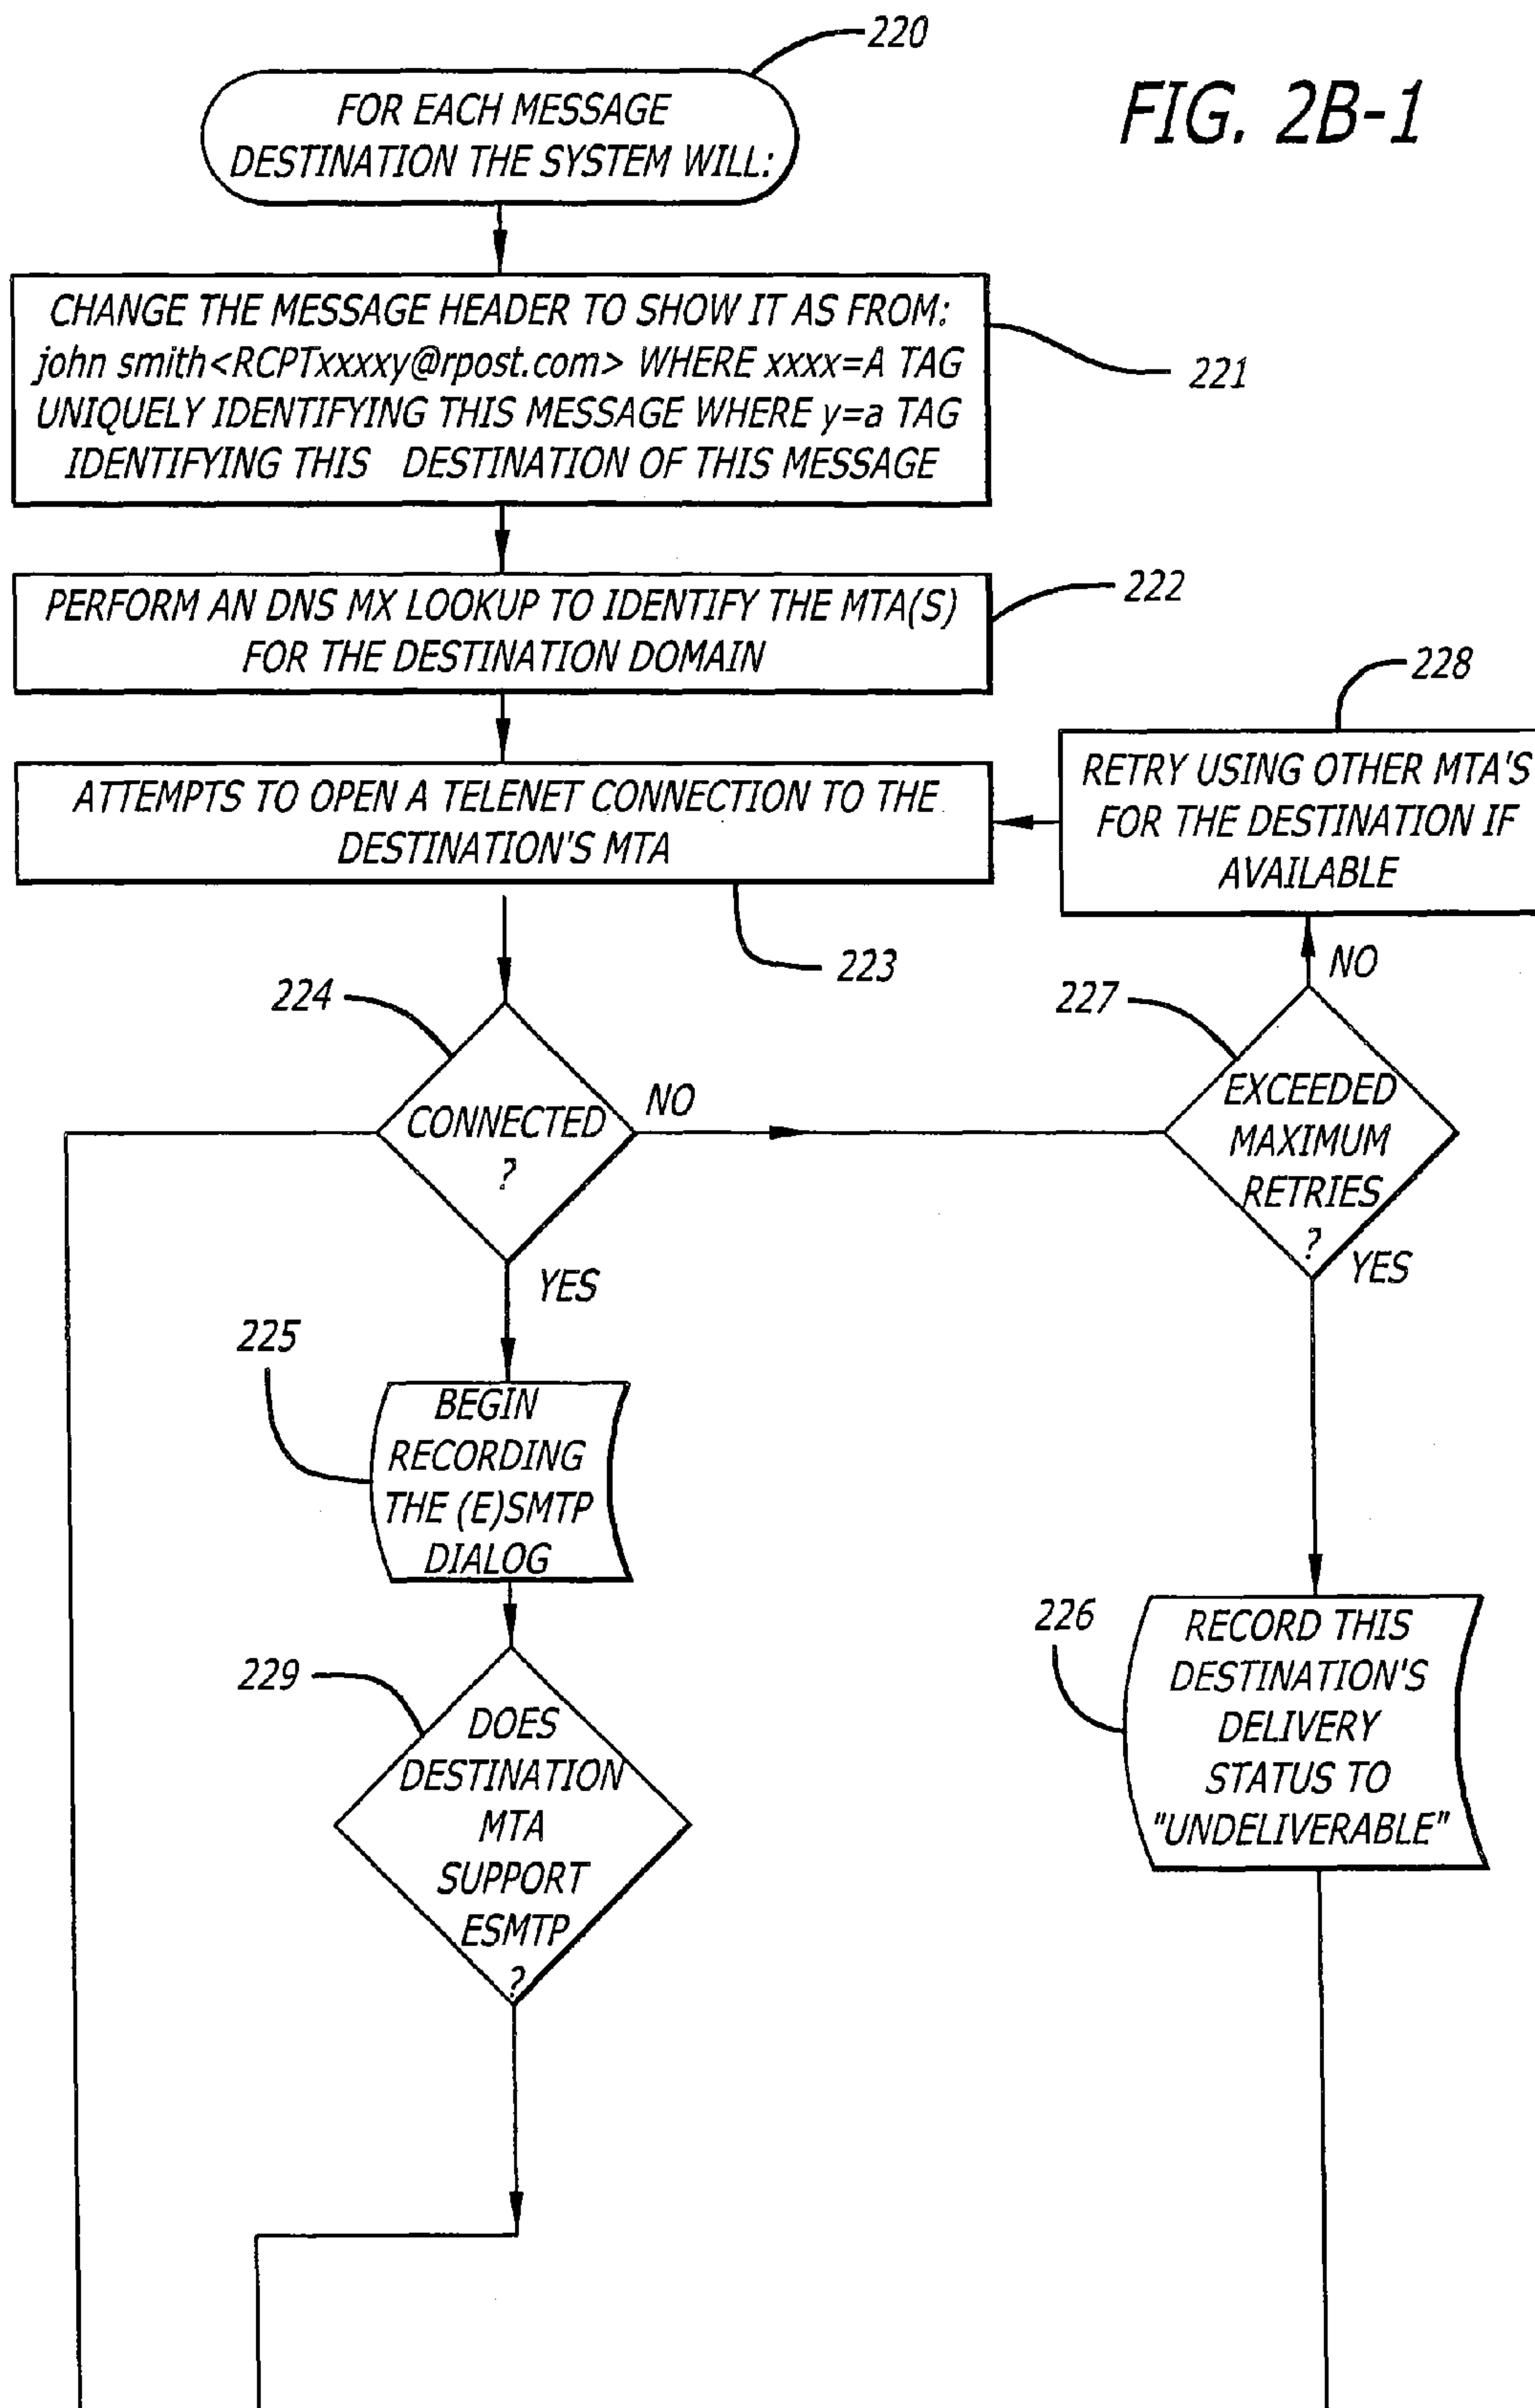 220
FIG. 2B-1
FOR EACH MESSAGE
DESTINATION THE SYSTEM WILL:
CHANGE THE MESSAGE HEADER TO SHOW IT AS FROM:
john smith<RCPTxxxxy@rpost.com> WHERE xxxx=A TAG
UNIQUELY IDENTIFYING THIS MESSAGE WHERE y=a TAG
IDENTIFYING THIS DESTINATION OF THIS MESSAGE
221
PERFORM AN DNS MX LOOKUP TO IDENTIFY THE MTA(S)
FOR THE DESTINATION DOMAIN
222
228
ATTEMPTS TO OPEN A TELENET CONNECTION TO THE
DESTINATION'S MTA
RETRY USING OTHER MTA'S
FOR THE DESTINATION IF
AVAILABLE
223
NO
224
227
CONNECTED
?
NO
EXCEEDED
MAXIMUM
RETRIES
?
YES
YES
225
BEGIN
RECORDING
THE (E)SMTP
DIALOG
226
RECORD THIS
DESTINATION'S
DELIVERY
STATUS TO
"UNDELIVERABLE"
229
DOES
DESTINATION
MTA
SUPPORT
ESMTP
?